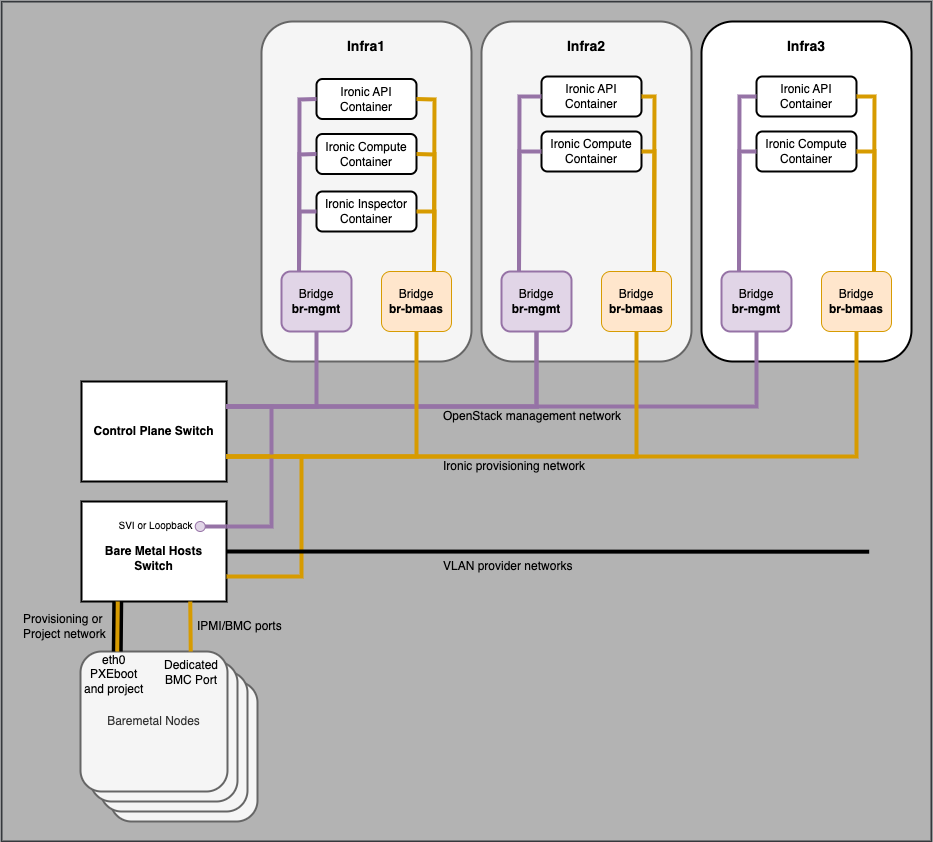 Infra1
Infra2
Infra3
Ironic API
Container
Ironic Compute
Container
Ironic Inspector
Container
Ironic API
Container
Ironic Compute
Container
Ironic API
Container
Ironic Compute
Container
Bridge
br-mgmt
Bridge
br-bmaas
Bridge
br-mgmt
Bridge
br-bmaas
Bridge
br-mgmt
Bridge
br-bmaas
OpenStack management network
Control Plane Switch
Ironic provisioning network
SVI or Loopback
Bare Metal Hosts
Switch
VLAN provider networks
Provisioning or
Project network
IPMI/BMC ports
eth0
PXEboot
and project
Dedicated
BMC Port
Baremetal Nodes